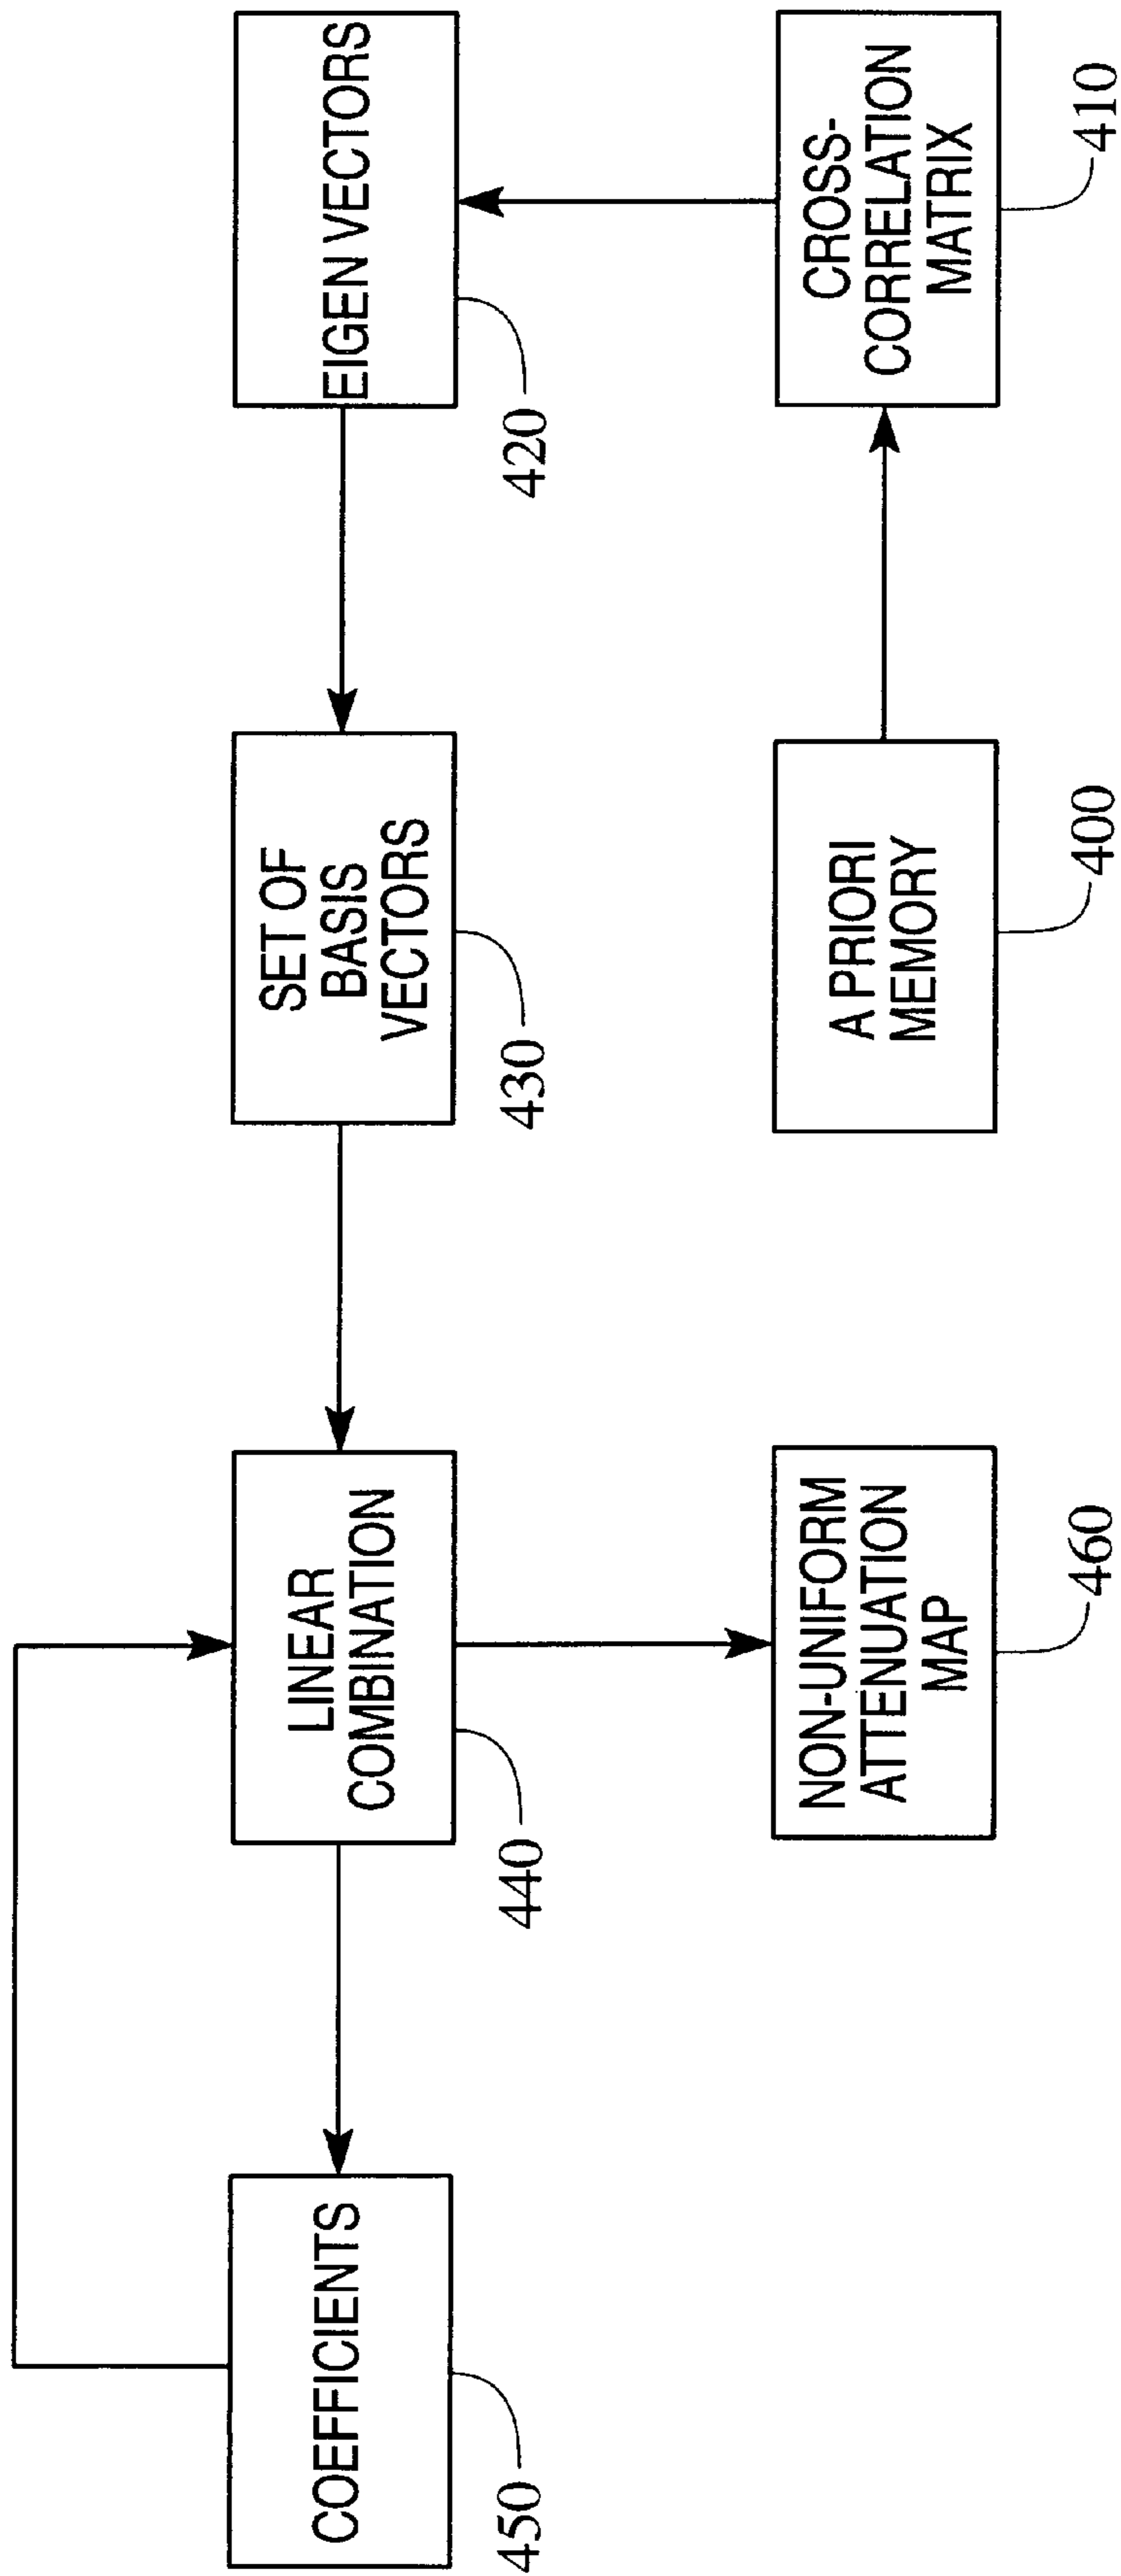 COEFFICIENTS
450
LINEAR
COMBINATION
440
SET OF
BASIS
VECTORS
430
EIGEN VECTORS
420
NON-UNIFORM
ATTENUATION
MAP
460
A PRIORI
MEMORY
400
CROSS-
CORRELATION
MATRIX
410